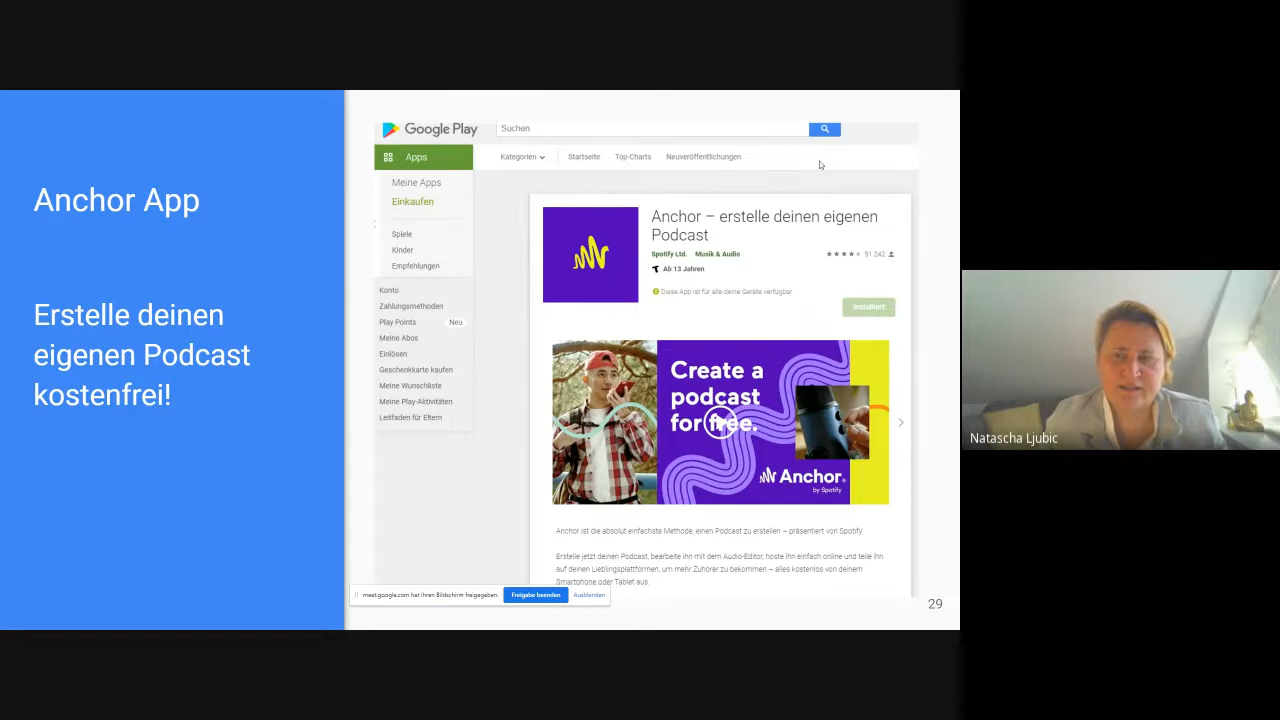 Anchor App
Erstelle deinen
eigenen Podcast
kostenfrei!
Google Play
Suchen
Apps
Kategorien
Startseite
Top-Charts
Neuveröffentlichungen
Meine Apps
Einkaufen
Spiele
Kinder
Empfehlungen
Konto
Zahlungsmethoden
Play Points Neu
Meine Abos
Einlösen
Geschenkkarte kaufen
Meine Wunschliste
Meine Play-Aktivitäten
Leitfaden für Eltern
Anchor – erstelle deinen eigenen
Podcast
Spotify Ltd. Musik & Audio
51 242
Ab 13 Jahren
Diese App ist für alle deine Geräte verfügbar
Installiert
Create a
podcast
for free.
Anchor
by Spotify
Anchor ist die absolut einfachste Methode, einen Podcast zu erstellen – präsentiert von Spotify.
Erstelle jetzt deinen Podcast, bearbeite ihn mit dem Audio-Editor, hoste ihn einfach online und teile ihn
auf deinen Lieblingsplattformen, um mehr Zuhörer zu bekommen – alles kostenlos von deinem
Smartphone oder Tablet aus.
meet.google.com hat Ihren Bildschirm freigegeben.
Freigabe beenden
Ausblenden
29
Natascha Ljubic